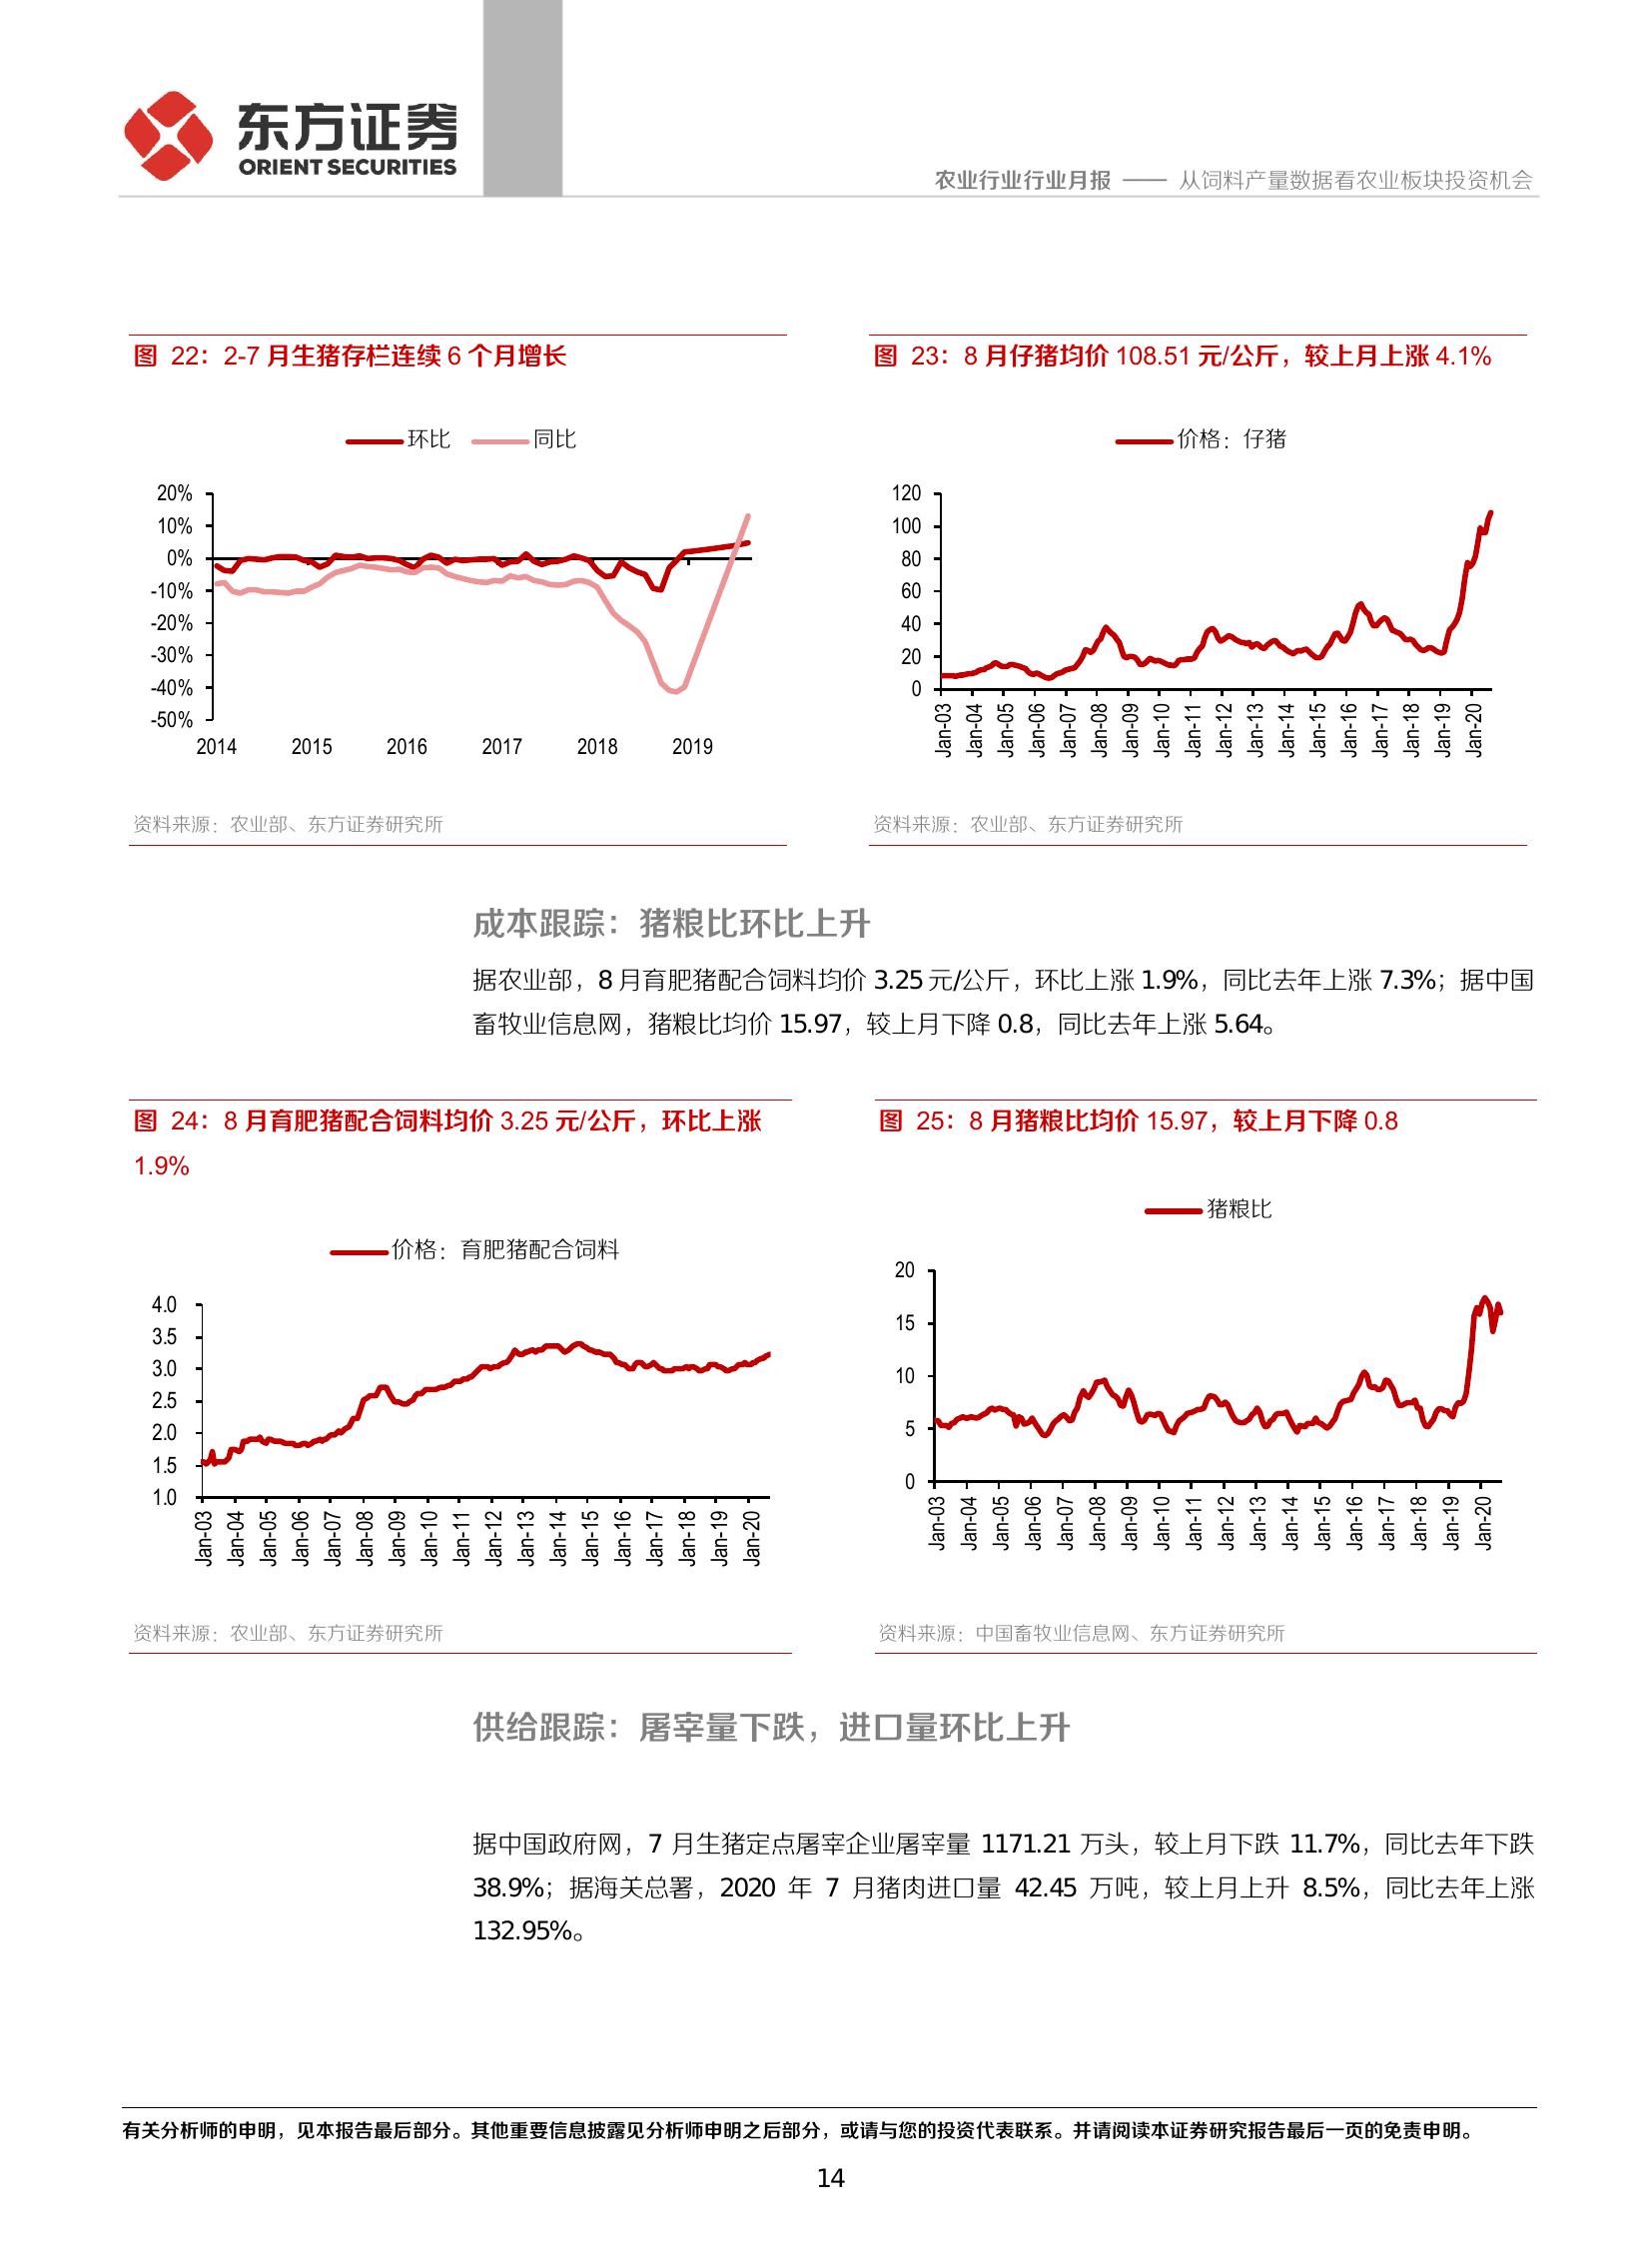 东方证券
ORIENT SECURITIES
农业行业行业月报 —— 从饲料产量数据看农业板块投资机会
图 22：2-7 月生猪存栏连续 6 个月增长
环比 同比
20%
10%
0%
-10%
-20%
-30%
-40%
-50%
2014 2015 2016 2017 2018 2019
资料来源：农业部、东方证券研究所
图 23：8 月仔猪均价 108.51 元/公斤，较上月上涨 4.1%
价格：仔猪
120
100
80
60
40
20
0
Jan-03 Jan-04 Jan-05 Jan-06 Jan-07 Jan-08 Jan-09 Jan-10 Jan-11 Jan-12 Jan-13 Jan-14 Jan-15 Jan-16 Jan-17 Jan-18 Jan-19 Jan-20
资料来源：农业部、东方证券研究所
成本跟踪：猪粮比环比上升
据农业部，8 月育肥猪配合饲料均价 3.25 元/公斤，环比上涨 1.9%，同比去年上涨 7.3%；据中国
畜牧业信息网，猪粮比均价 15.97，较上月下降 0.8，同比去年上涨 5.64。
图 24：8 月育肥猪配合饲料均价 3.25 元/公斤，环比上涨
1.9%
价格：育肥猪配合饲料
4.0
3.5
3.0
2.5
2.0
1.5
1.0
Jan-03 Jan-04 Jan-05 Jan-06 Jan-07 Jan-08 Jan-09 Jan-10 Jan-11 Jan-12 Jan-13 Jan-14 Jan-15 Jan-16 Jan-17 Jan-18 Jan-19 Jan-20
资料来源：农业部、东方证券研究所
图 25：8 月猪粮比均价 15.97，较上月下降 0.8
猪粮比
20
15
10
5
0
Jan-03 Jan-04 Jan-05 Jan-06 Jan-07 Jan-08 Jan-09 Jan-10 Jan-11 Jan-12 Jan-13 Jan-14 Jan-15 Jan-16 Jan-17 Jan-18 Jan-19 Jan-20
资料来源：中国畜牧业信息网、东方证券研究所
供给跟踪：屠宰量下跌，进口量环比上升
据中国政府网，7 月生猪定点屠宰企业屠宰量 1171.21 万头，较上月下跌 11.7%，同比去年下跌
38.9%；据海关总署，2020 年 7 月猪肉进口量 42.45 万吨，较上月上升 8.5%，同比去年上涨
132.95%。
有关分析师的申明，见本报告最后部分。其他重要信息披露见分析师申明之后部分，或请与您的投资代表联系。并请阅读本证券研究报告最后一页的免责申明。
14